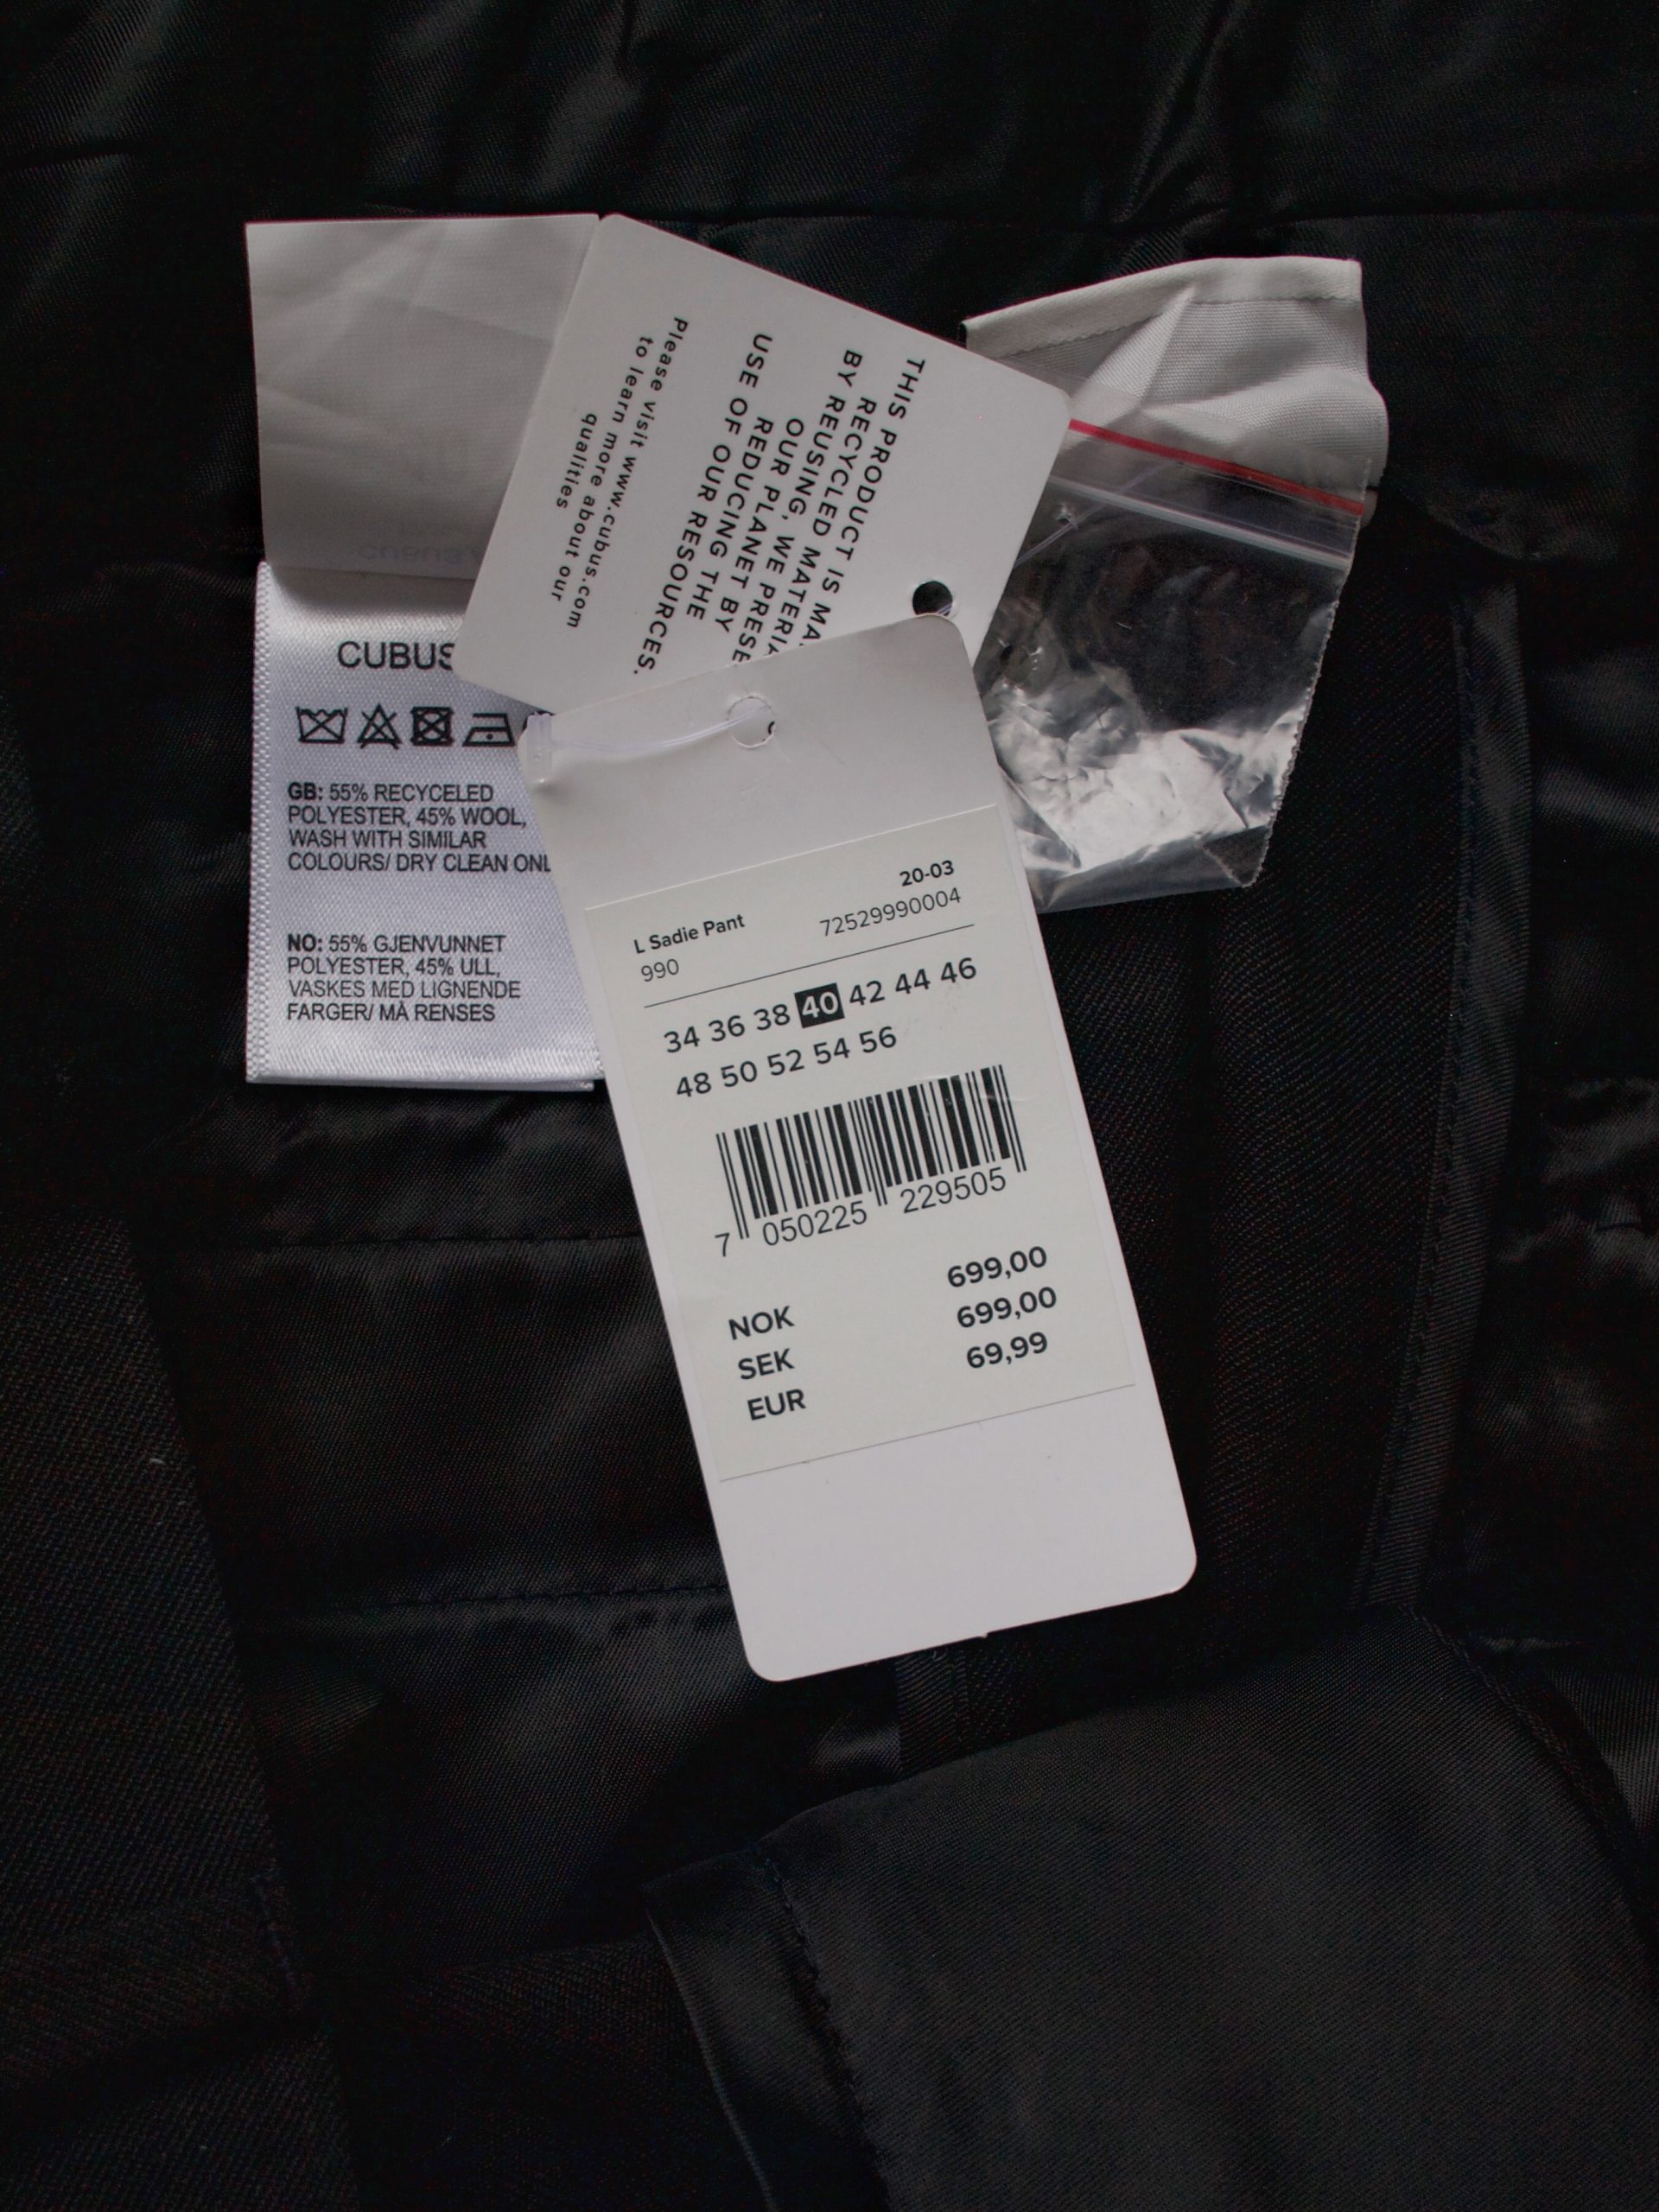 THIS PRODUCT IS MA
RECYCLED MATERIA
BY REUSING, WE PRESE
OUR PLANET BY
REDUCING THE
USE OF OUR RESOURCES.
Please visit www.cubus.com
to learn more about our
qualities
CUBUS
GB: 55% RECYCELED
POLYESTER, 45% WOOL,
WASH WITH SIMILAR
COLOURS/ DRY CLEAN ONL
NO: 55% GJENVUNNET
POLYESTER, 45% ULL,
VASKES MED LIGNENDE
FARGER/ MÅ RENSES
20-03
L Sadie Pant 72529990004
990
34 36 38 40 42 44 46
48 50 52 54 56
7 050225 229505
NOK 699,00
SEK 699,00
EUR 69,99